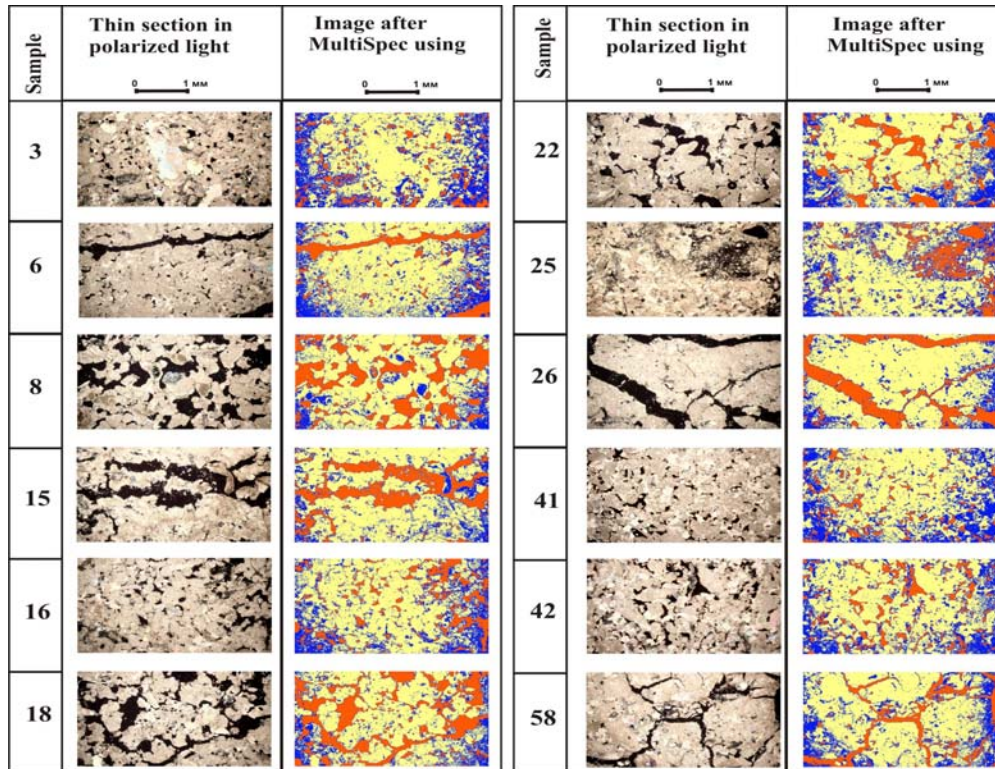 Sample
Thin section in
polarized light
0 1 мм
Image after
MultiSpec using
0 1 мм
3
6
8
15
16
18
Sample
Thin section in
polarized light
0 1 мм
Image after
MultiSpec using
0 1 мм
22
25
26
41
42
58